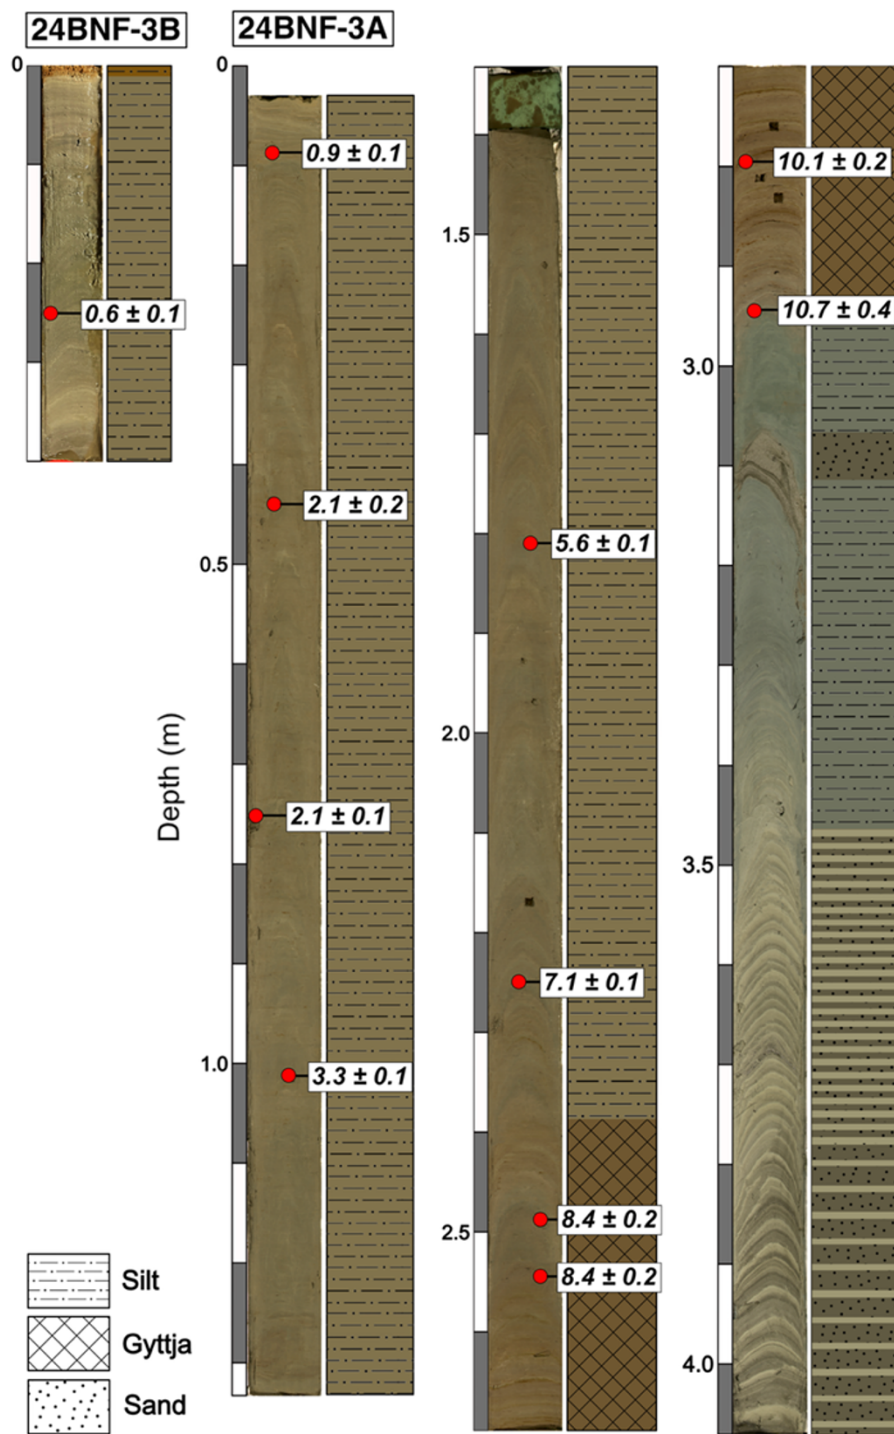 24BNF-3B
24BNF-3A
0
0
0.6 ± 0.1
0.9 ± 0.1
2.1 ± 0.2
0.5
2.1 ± 0.1
Depth (m)
1.0
3.3 ± 0.1
1.5
5.6 ± 0.1
2.0
7.1 ± 0.1
2.5
8.4 ± 0.2
8.4 ± 0.2
10.1 ± 0.2
10.7 ± 0.4
3.0
3.5
4.0
Silt
Gyttja
Sand